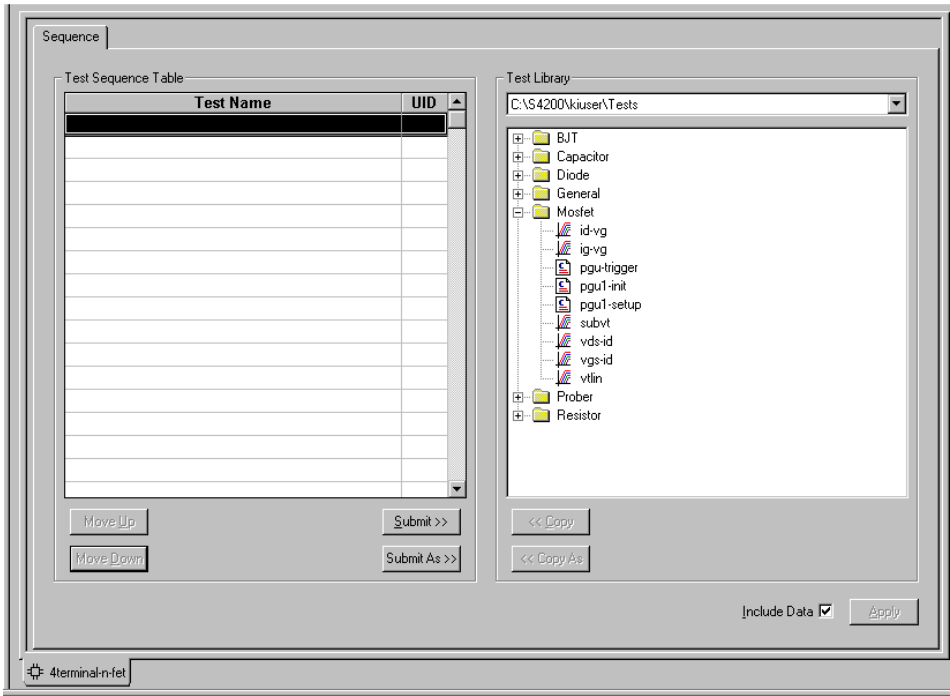 Sequence
Test Sequence Table
Test Name UID
Move Up
Submit >>
Move Down
Submit As >>
Test Library
C:\S4200\kiuser\Tests
BJT
Capacitor
Diode
General
Mosfet
id-vg
ig-vg
pgu-trigger
pgu1-init
pgu1-setup
subvt
vds-id
vgs-id
vtlin
Prober
Resistor
<< Copy
<< Copy As
Include Data
Apply
4terminal-n-fet